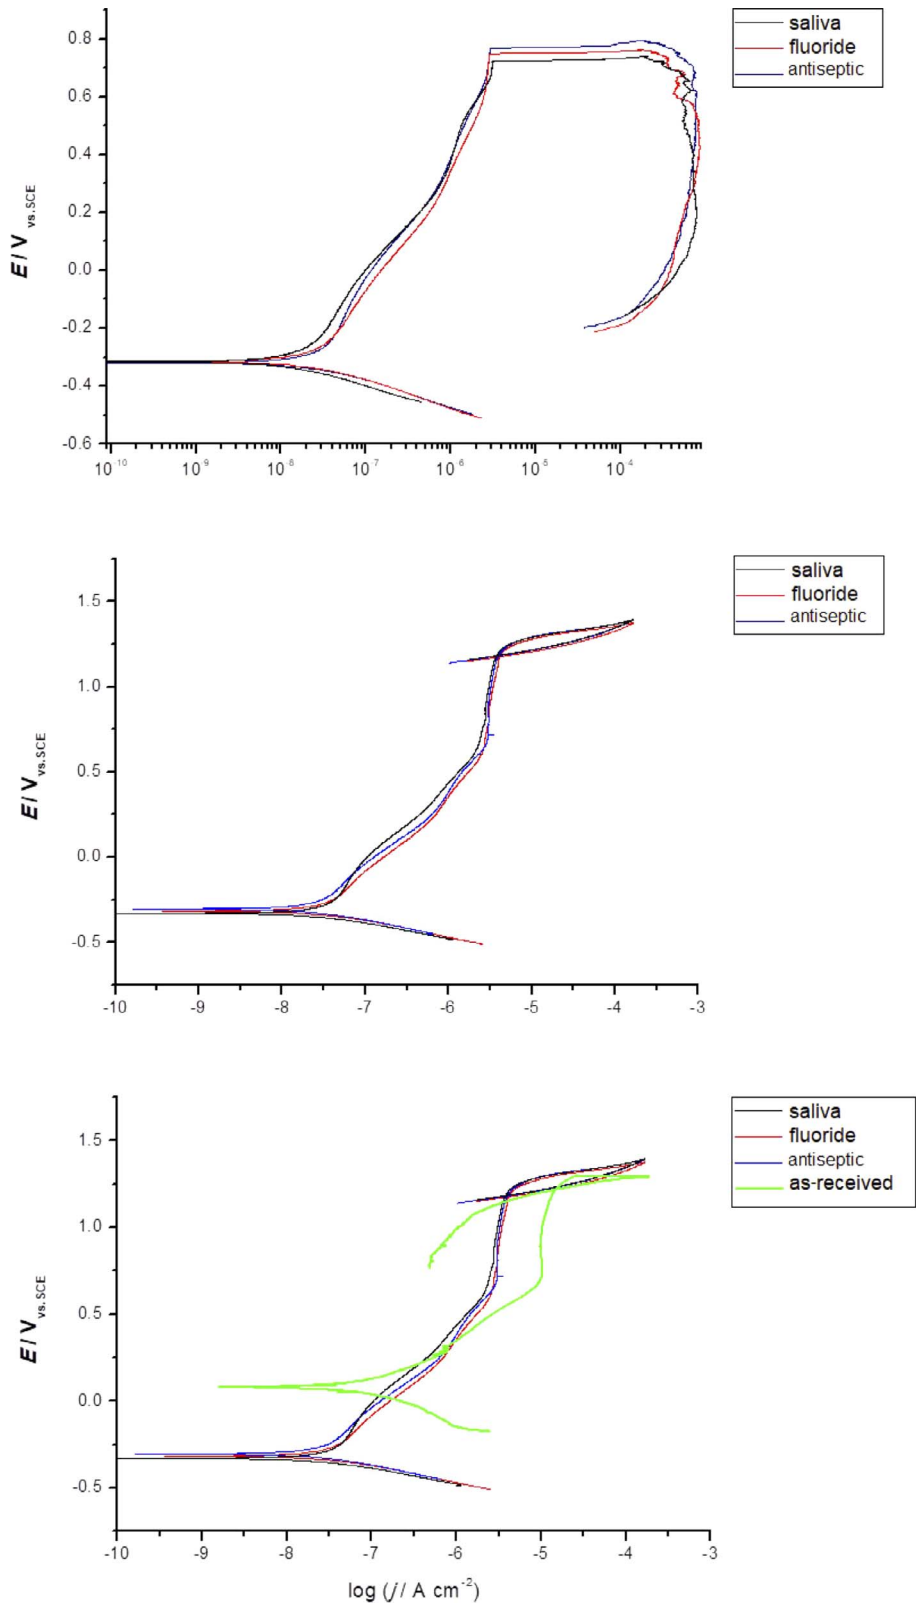 saliva
fluoride
antiseptic
0.8
0.6
0.4
0.2
0.0
-0.2
-0.4
-0.6
E / V vs.SCE
10⁻¹⁰ 10⁻⁹ 10⁻⁸ 10⁻⁷ 10⁻⁶ 10⁻⁵ 10⁻⁴
saliva
fluoride
antiseptic
1.5
1.0
0.5
0.0
-0.5
E / V vs.SCE
-10 -9 -8 -7 -6 -5 -4 -3
saliva
fluoride
antiseptic
as-received
1.5
1.0
0.5
0.0
-0.5
E / V vs.SCE
-10 -9 -8 -7 -6 -5 -4 -3
log (j / A cm⁻²)